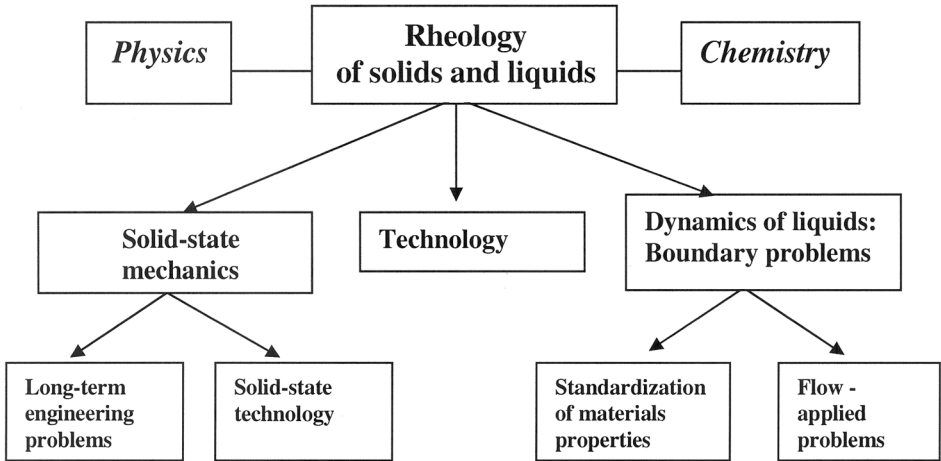 Physics
Rheology
of solids and liquids
Chemistry
Solid-state
mechanics
Technology
Dynamics of liquids:
Boundary problems
Long-term
engineering
problems
Solid-state
technology
Standardization
of materials
properties
Flow -
applied
problems